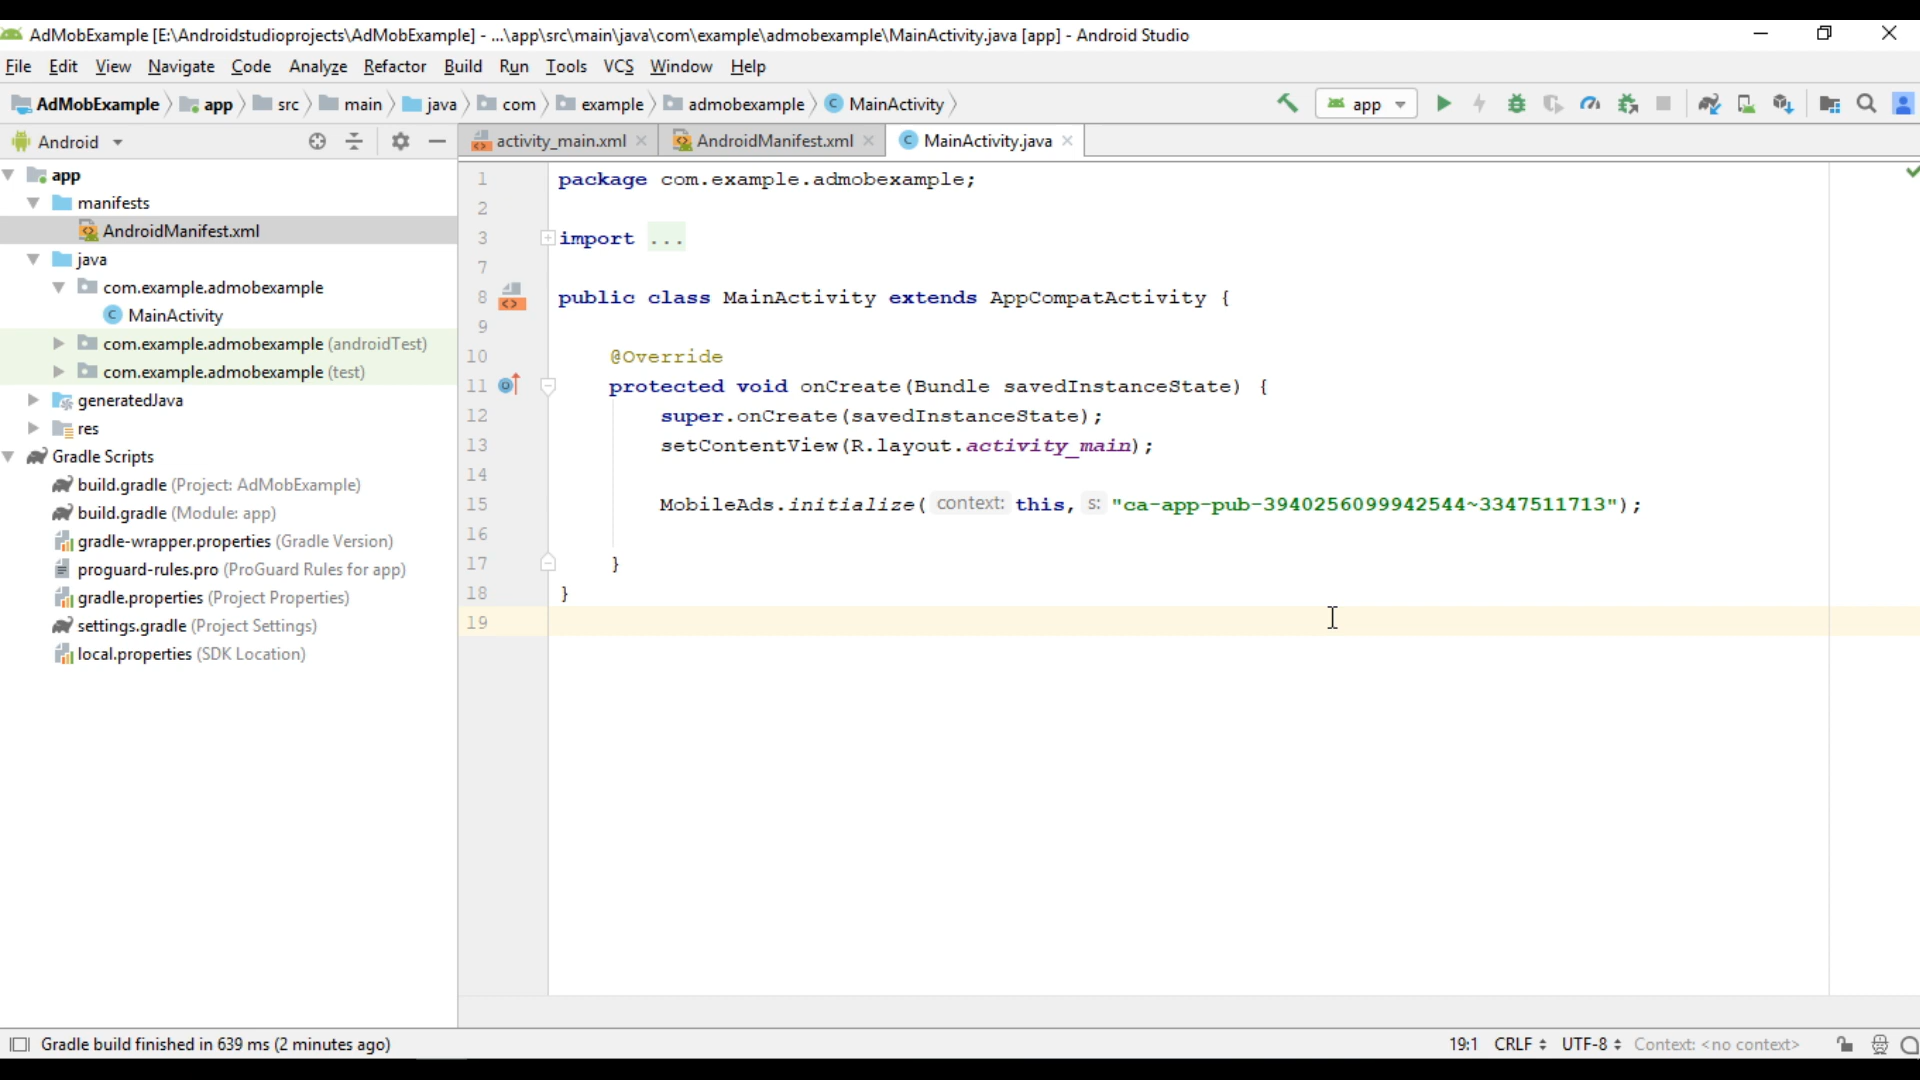 AdMobExample [E:\Androidstudioprojects\AdMobExample] - ...\app\src\main\java\com\example\admobexample\MainActivity.java [app] - Android Studio
File Edit View Navigate Code Analyze Refactor Build Run Tools VCS Window Help
AdMobExample app src main java com example admobexample MainActivity app
Android
activity_main.xml AndroidManifest.xml MainActivity.java
app
manifests
AndroidManifest.xml
java
com.example.admobexample
MainActivity
com.example.admobexample (androidTest)
com.example.admobexample (test)
generatedJava
res
Gradle Scripts
build.gradle (Project: AdMobExample)
build.gradle (Module: app)
gradle-wrapper.properties (Gradle Version)
proguard-rules.pro (ProGuard Rules for app)
gradle.properties (Project Properties)
settings.gradle (Project Settings)
local.properties (SDK Location)
1 package com.example.admobexample;
2
3 import ...
7
8 public class MainActivity extends AppCompatActivity {
9
10 @Override
11 protected void onCreate(Bundle savedInstanceState) {
12 super.onCreate(savedInstanceState);
13 setContentView(R.layout.activity_main);
14
15 MobileAds.initialize( context: this, s: "ca-app-pub-3940256099942544~3347511713");
16
17 }
18 }
19
Gradle build finished in 639 ms (2 minutes ago)
19:1 CRLF UTF-8 Context: <no context>